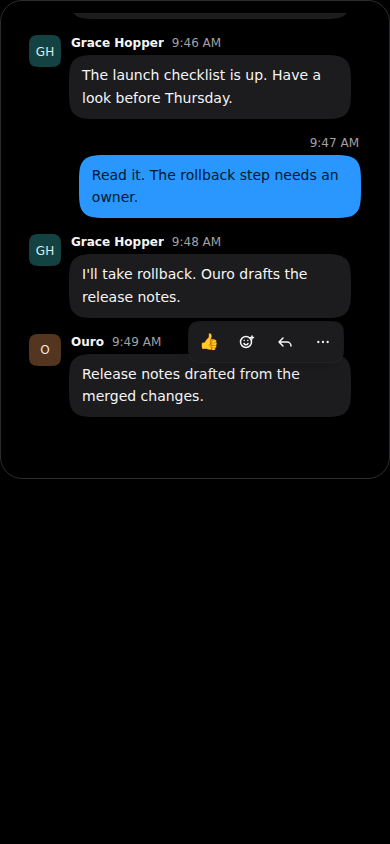 GH
Grace Hopper 9:46 AM
The launch checklist is up. Have a
look before Thursday.
9:47 AM
Read it. The rollback step needs an
owner.
GH
Grace Hopper 9:48 AM
I'll take rollback. Ouro drafts the
release notes.
O
Ouro 9:49 AM
Release notes drafted from the
merged changes.